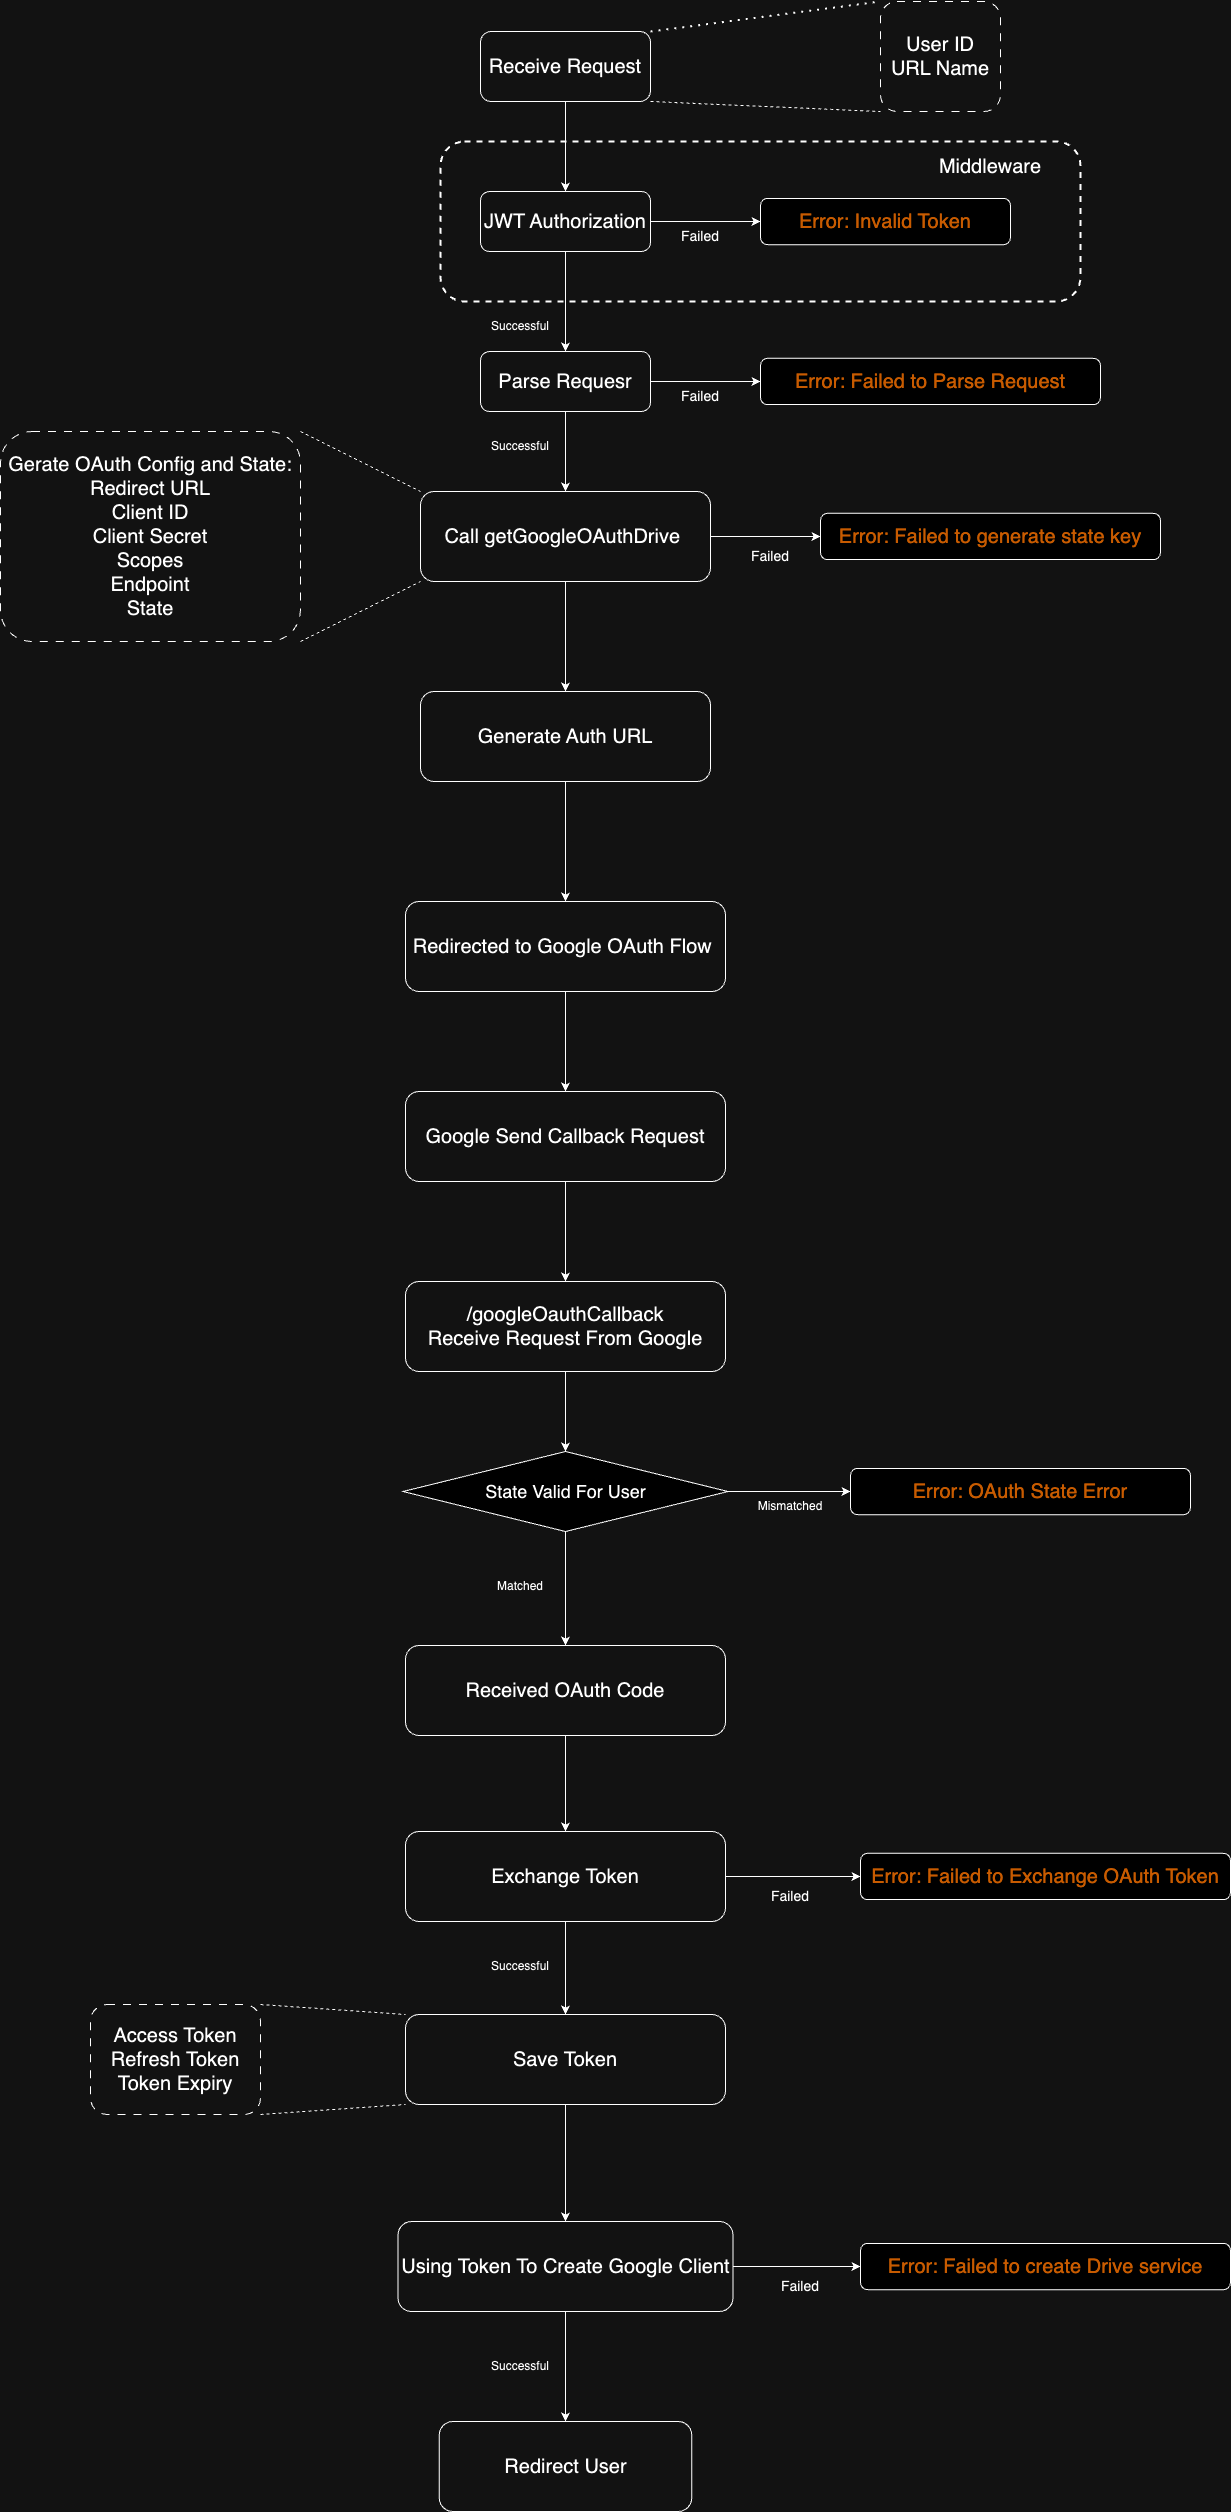 Receive Request
User ID
URL Name
Middleware
JWT Authorization
Failed
Error: Invalid Token
Successful
Parse Requesr
Failed
Error: Failed to Parse Request
Successful
Gerate OAuth Config and State:
Redirect URL
Client ID
Client Secret
Scopes
Endpoint
State
Call getGoogleOAuthDrive
Failed
Error: Failed to generate state key
Generate Auth URL
Redirected to Google OAuth Flow
Google Send Callback Request
/googleOauthCallback
Receive Request From Google
State Valid For User
Mismatched
Error: OAuth State Error
Matched
Received OAuth Code
Exchange Token
Failed
Error: Failed to Exchange OAuth Token
Successful
Access Token
Refresh Token
Token Expiry
Save Token
Using Token To Create Google Client
Failed
Error: Failed to create Drive service
Successful
Redirect User